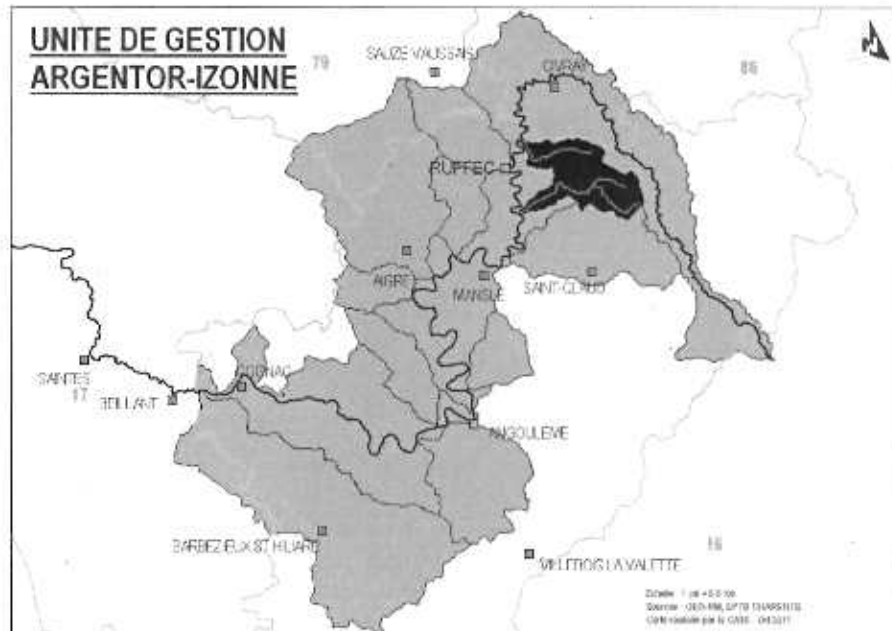 UNITE DE GESTION
ARGENTOR-IZONNE
79
SAUZE VAUSSAIS
CIVRAY
86
RUFFEC
AIGRE
MANSLE
SAINT-CLAUD
SAINTES
17
COGNAC
BEILLANT
ANGOULEME
BARBEZIEUX ST HILAIRE
16
VILLEBOIS LA VALETTE